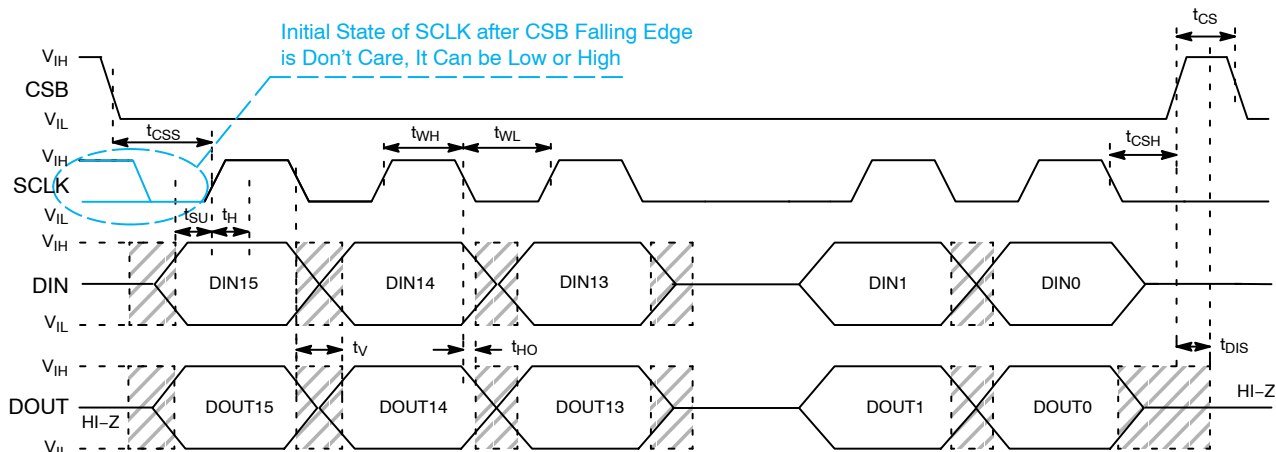 Initial State of SCLK after CSB Falling Edge
is Don't Care, It Can be Low or High
tCS
VIH
CSB
VIL
tCSS
tWH
tWL
tCSH
VIH
SCLK
VIL
tSU
tH
VIH
DIN
VIL
DIN15
DIN14
DIN13
DIN1
DIN0
tV
tHO
tDIS
VIH
DOUT
HI-Z
VIL
DOUT15
DOUT14
DOUT13
DOUT1
DOUT0
HI-Z